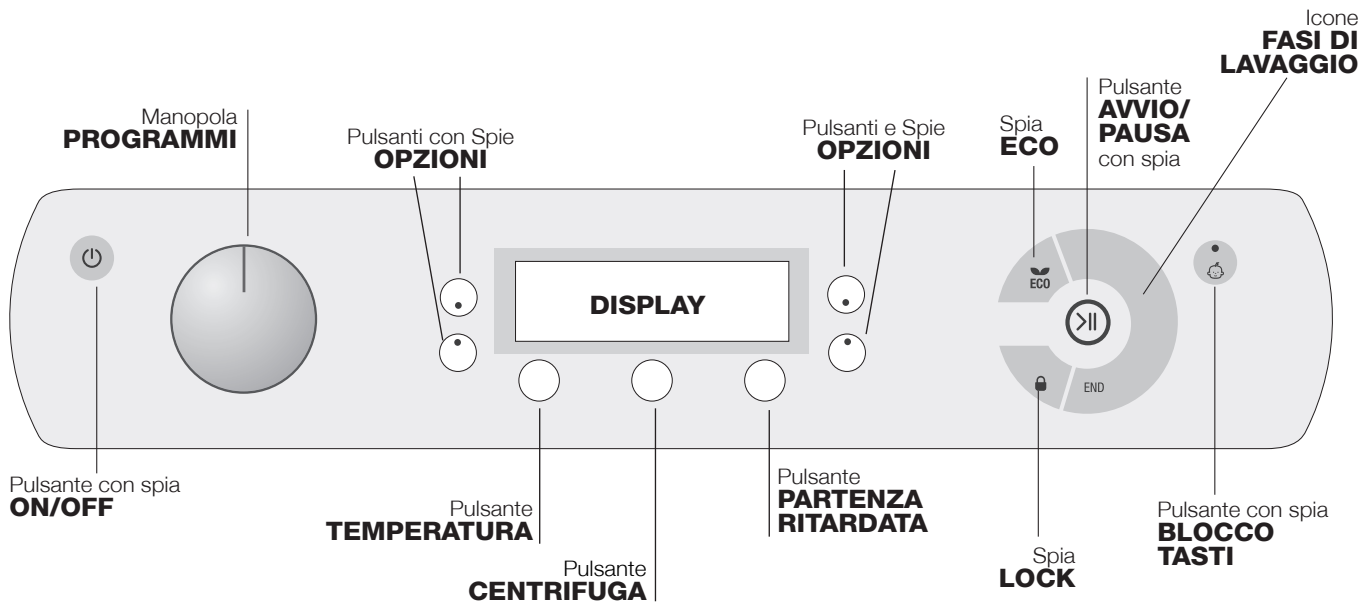 Icone
FASI DI
LAVAGGIO
Manopola
PROGRAMMI
Pulsanti con Spie
OPZIONI
Pulsanti e Spie
OPZIONI
Spia
ECO
Pulsante
AVVIO/
PAUSA
con spia
DISPLAY
ECO
END
Pulsante con spia
ON/OFF
Pulsante
TEMPERATURA
Pulsante
CENTRIFUGA
Pulsante
PARTENZA
RITARDATA
Spia
LOCK
Pulsante con spia
BLOCCO
TASTI